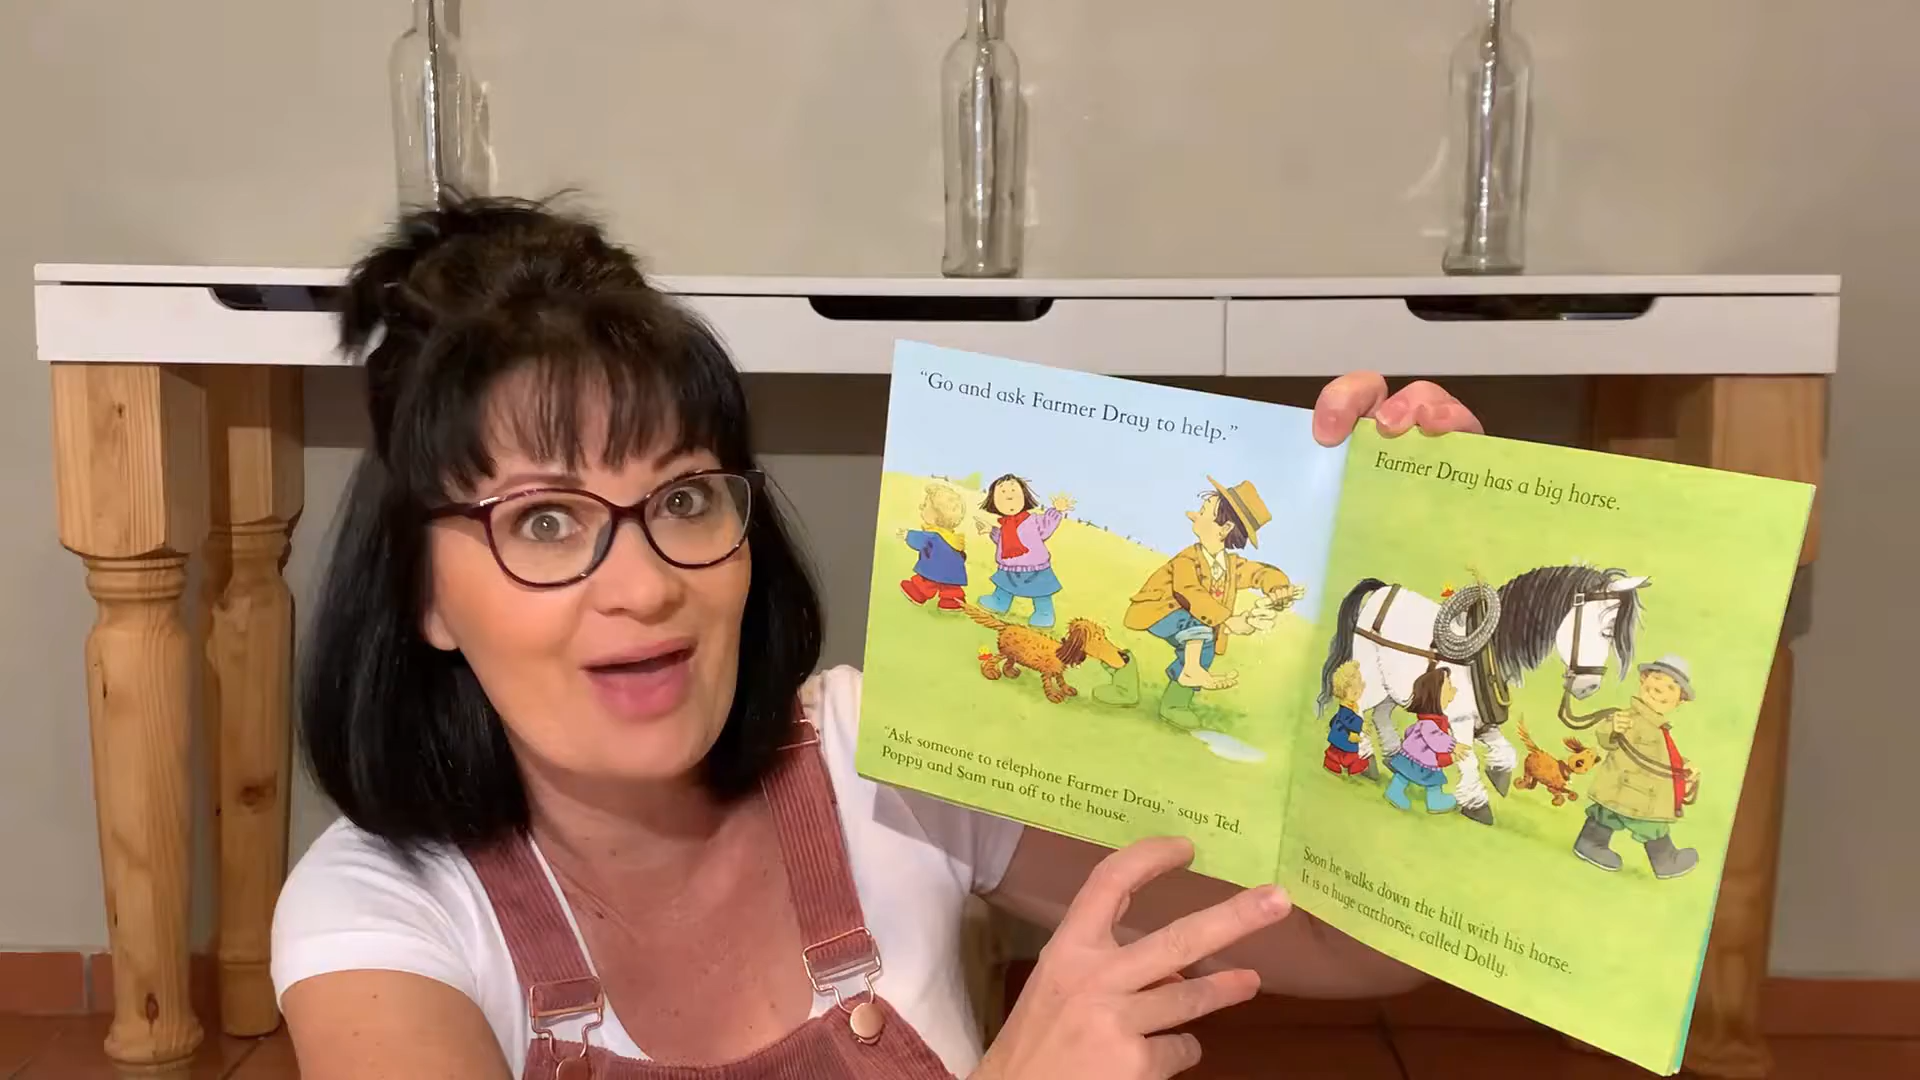 “Go and ask Farmer Dray to help.”
“Ask someone to telephone Farmer Dray,” says Ted.
Poppy and Sam run off to the house.
Farmer Dray has a big horse.
Soon he walks down the hill with his horse.
It is a huge carthorse, called Dolly.